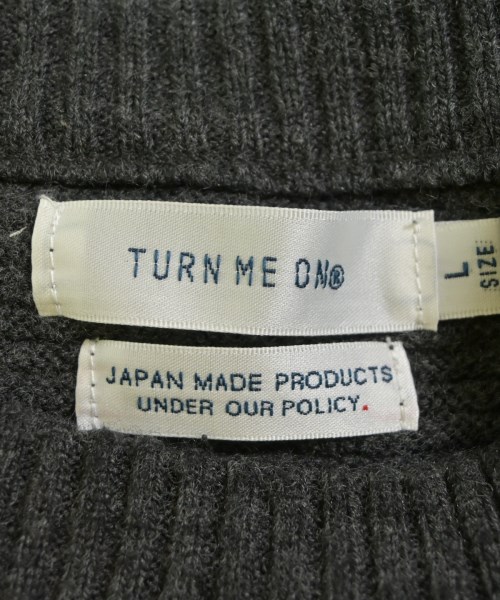 TURN ME ON®
L
SIZE:
JAPAN MADE PRODUCTS
UNDER OUR POLICY.